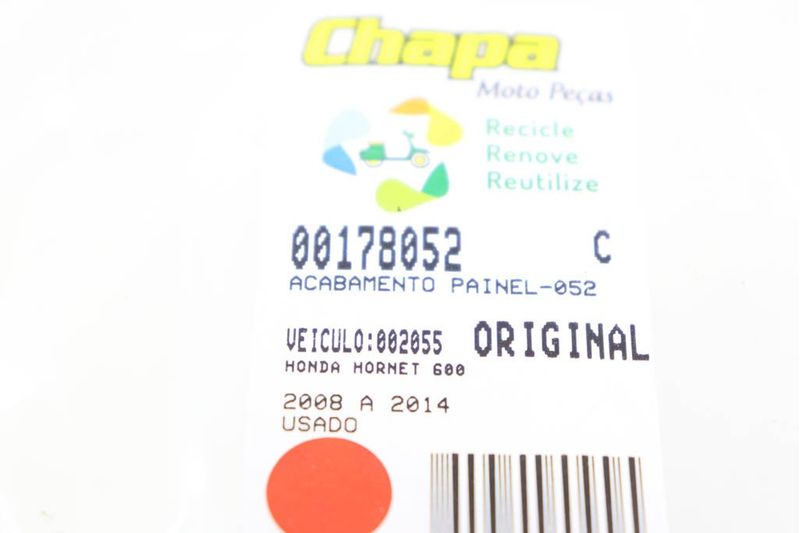 Chapa
Moto Peças
Recicle
Renove
Reutilize
00178052 C
ACABAMENTO PAINEL-052
VEICULO:002055 ORIGINAL
HONDA HORNET 600
2008 A 2014
USADO